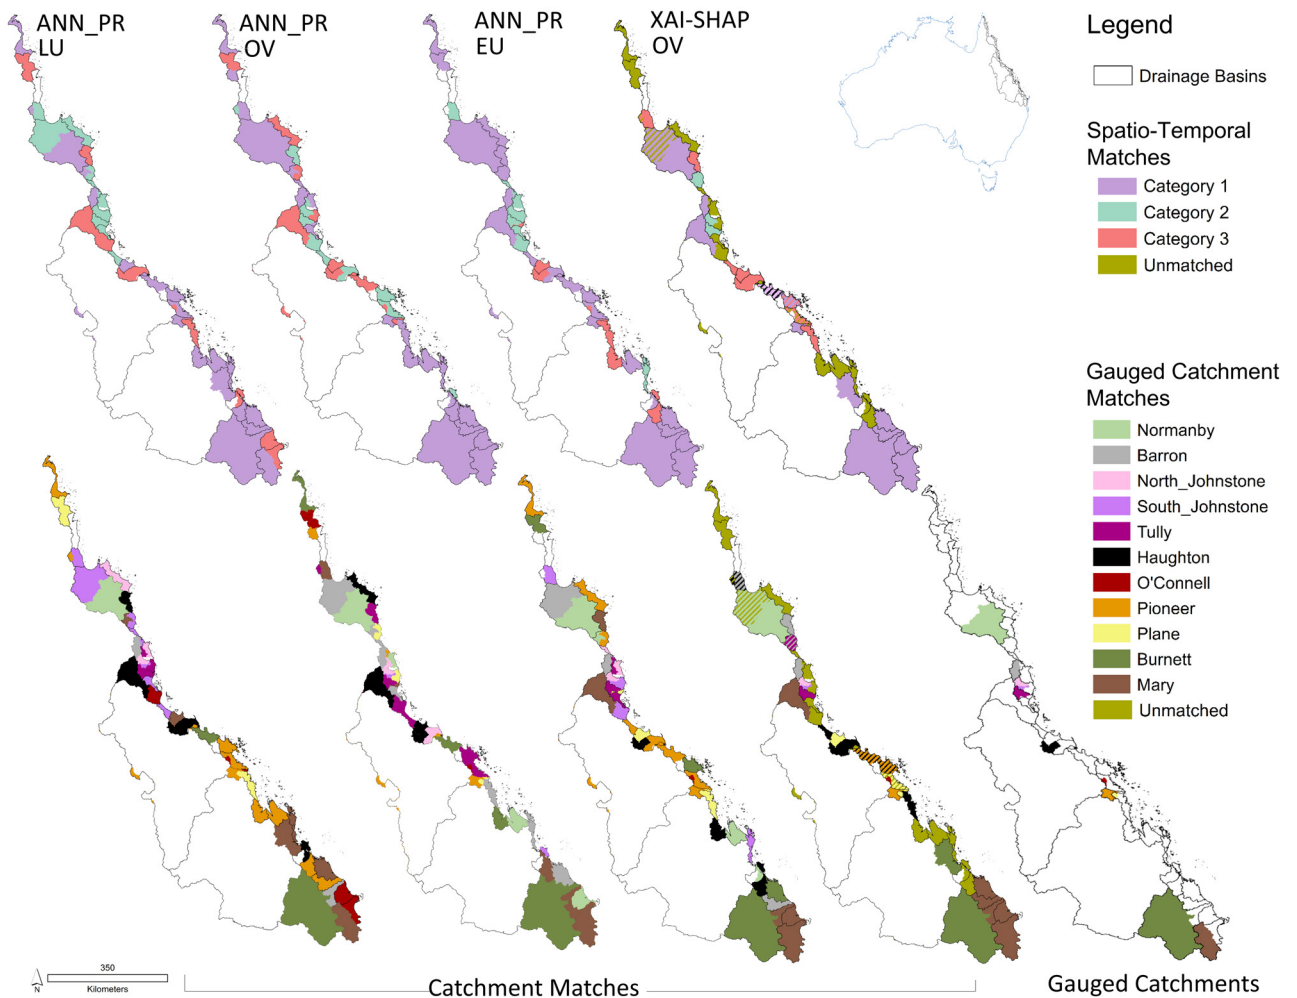 ANN_PR
LU
ANN_PR
OV
ANN_PR
EU
XAI-SHAP
OV
Legend
Drainage Basins
Spatio-Temporal
Matches
Category 1
Category 2
Category 3
Unmatched
Gauged Catchment
Matches
Normanby
Barron
North_Johnstone
South_Johnstone
Tully
Haughton
O'Connell
Pioneer
Plane
Burnett
Mary
Unmatched
N
350
Kilometers
Catchment Matches
Gauged Catchments